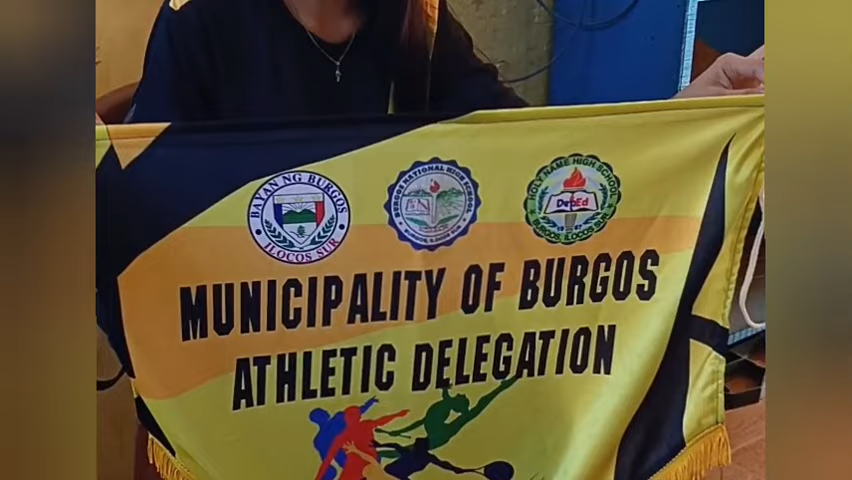 BAYAN NG BURGOS
ILOCOS SUR
BURGOS NATIONAL HIGH SCHOOL
HOLY NAME HIGH SCHOOL
DepEd
BURGOS, ILOCOS SUR
MUNICIPALITY OF BURGOS
ATHLETIC DELEGATION